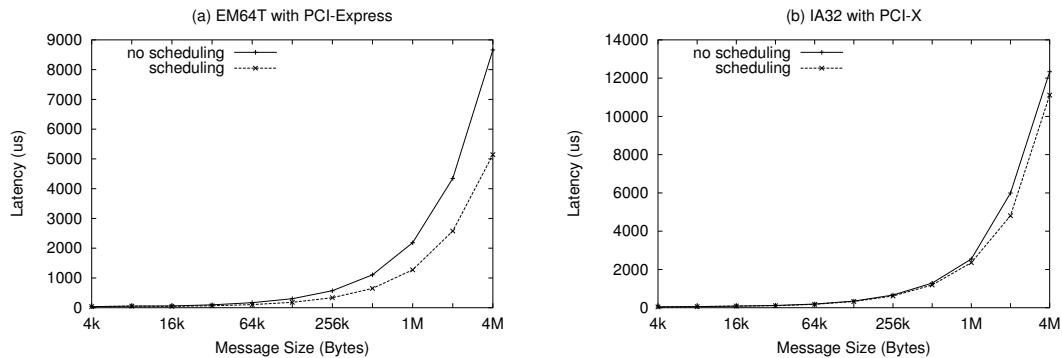 (a) EM64T with PCI-Express
9000
8000
7000
6000
5000
4000
3000
2000
1000
0
Latency (us)
no scheduling
scheduling
4k 16k 64k 256k 1M 4M
Message Size (Bytes)
(b) IA32 with PCI-X
14000
12000
10000
8000
6000
4000
2000
0
Latency (us)
no scheduling
scheduling
4k 16k 64k 256k 1M 4M
Message Size (Bytes)